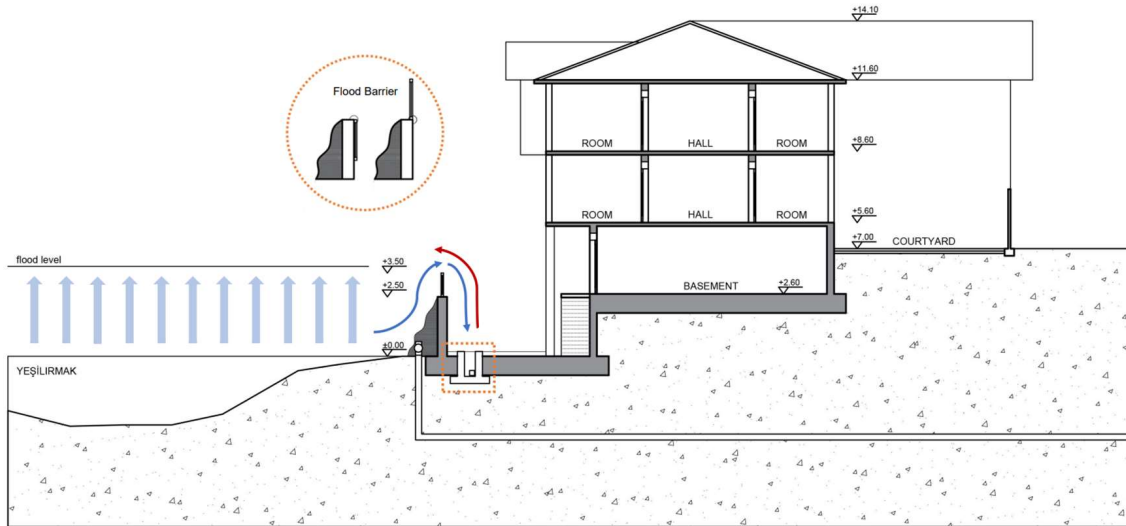 +14.10
Flood Barrier
+11.60
ROOM HALL ROOM
+8.60
ROOM HALL ROOM
+5.60
+7.00
COURTYARD
flood level
+3.50
+2.50
BASEMENT
+2.60
±0.00
YEŞİLIRMAK